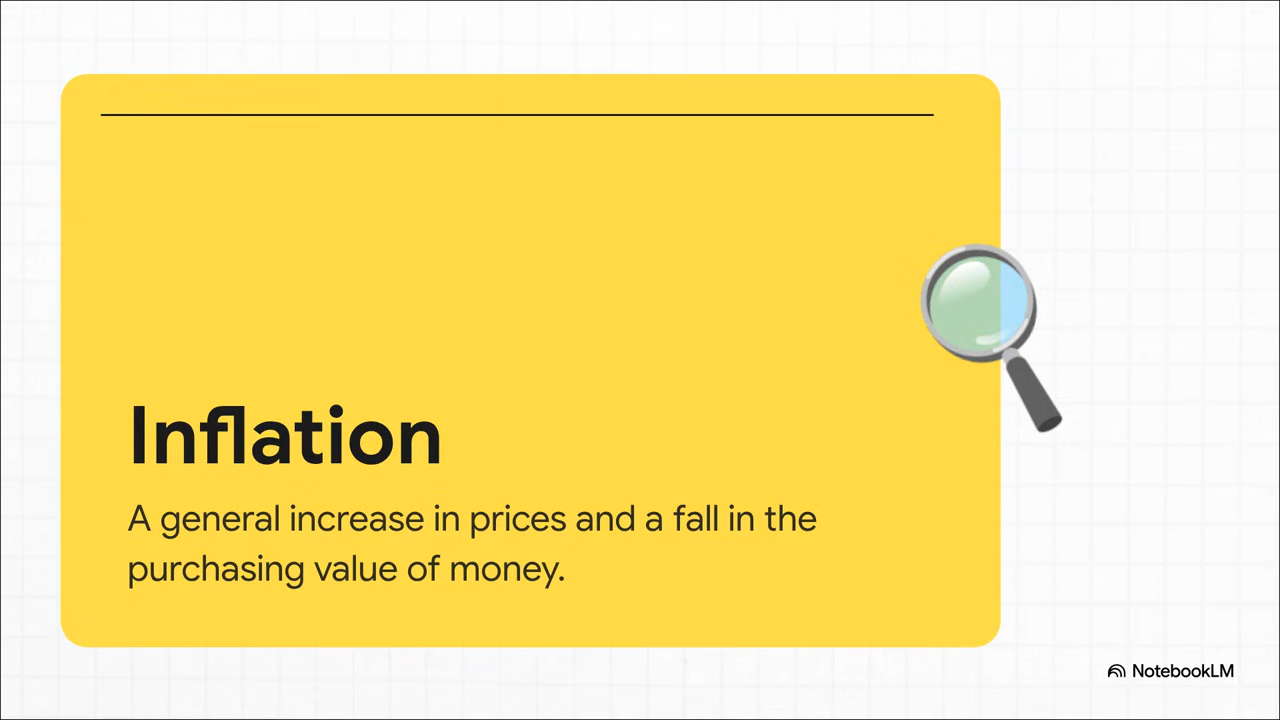 Inflation
A general increase in prices and a fall in the
purchasing value of money.
NotebookLM